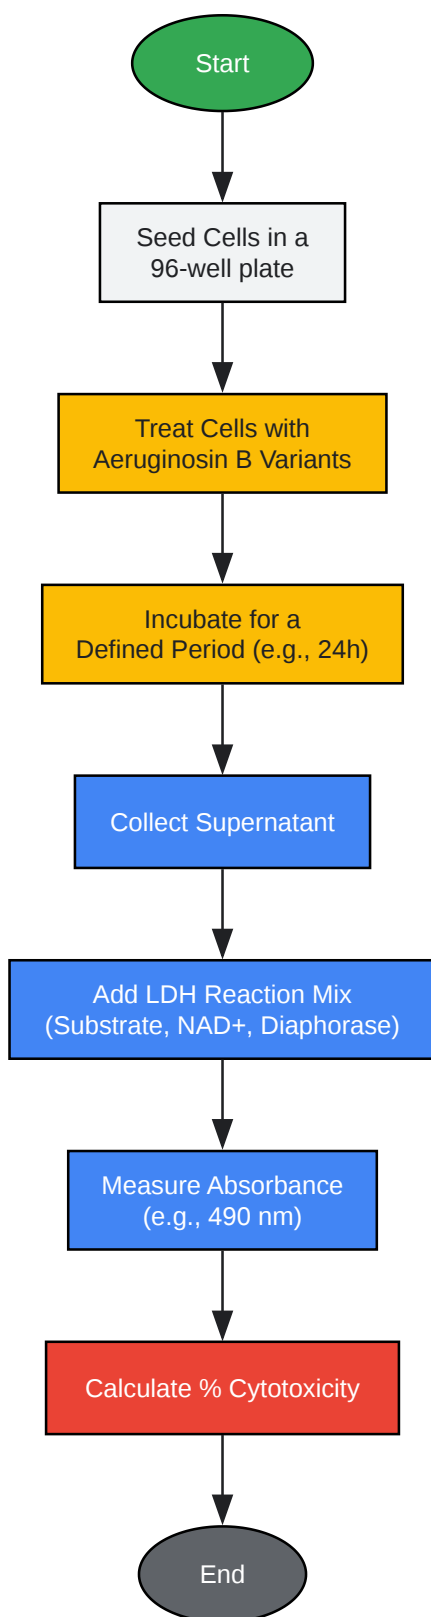 Start
Seed Cells in a
96-well plate
Treat Cells with
Aeruginosin B Variants
Incubate for a
Defined Period (e.g., 24h)
Collect Supernatant
Add LDH Reaction Mix
(Substrate, NAD+, Diaphorase)
Measure Absorbance
(e.g., 490 nm)
Calculate % Cytotoxicity
End